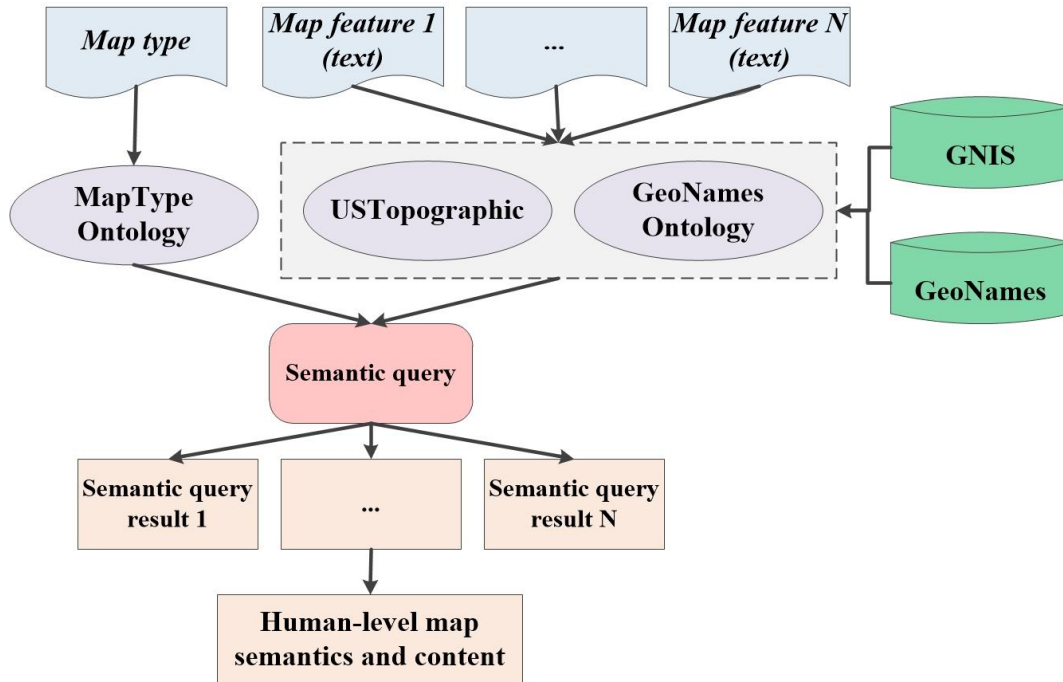 Map type
Map feature 1
(text)
...
Map feature N
(text)
GNIS
MapType
Ontology
USTopographic
GeoNames
Ontology
GeoNames
Semantic query
Semantic query
result 1
...
Semantic query
result N
Human-level map
semantics and content